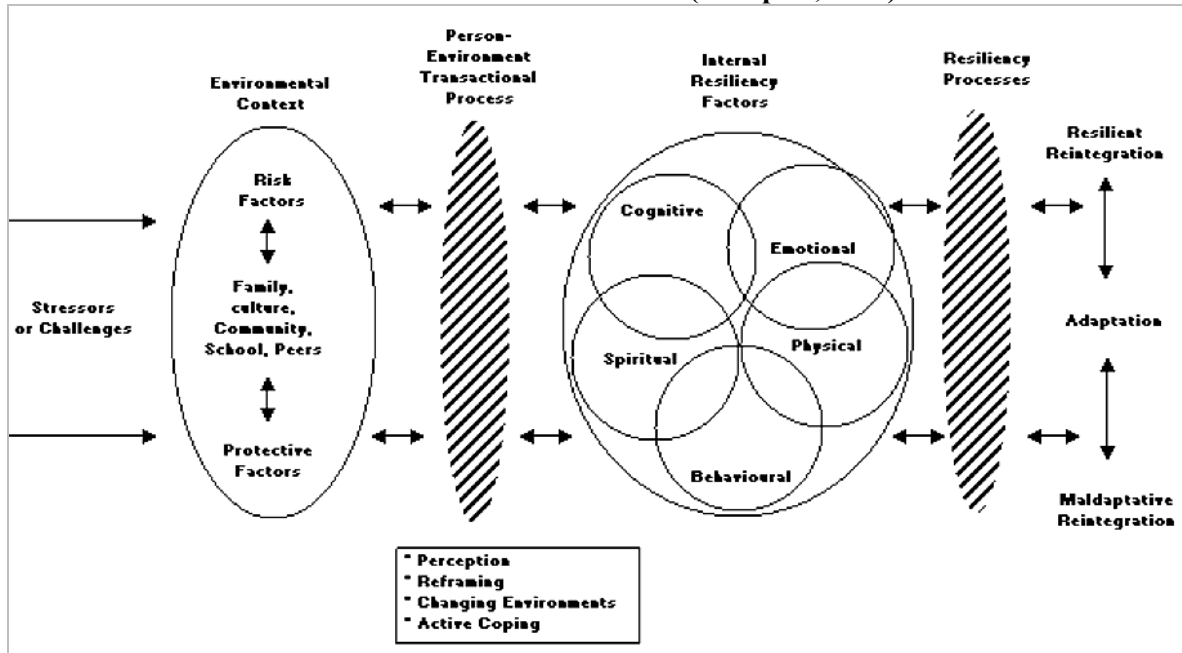 Person-
Environment
Transactional
Process
Internal
Resiliency
Factors
Resiliency
Processes
Environmental
Context
Resilient
Reintegration
Risk
Factors
Cognitive
Emotional
Family,
culture,
Community,
School, Peers
Stressors
or Challenges
Adaptation
Spiritual
Physical
Protective
Factors
Behavioural
Maldaptative
Reintegration
" Perception
" Reframing
" Changing Environments
" Active Coping